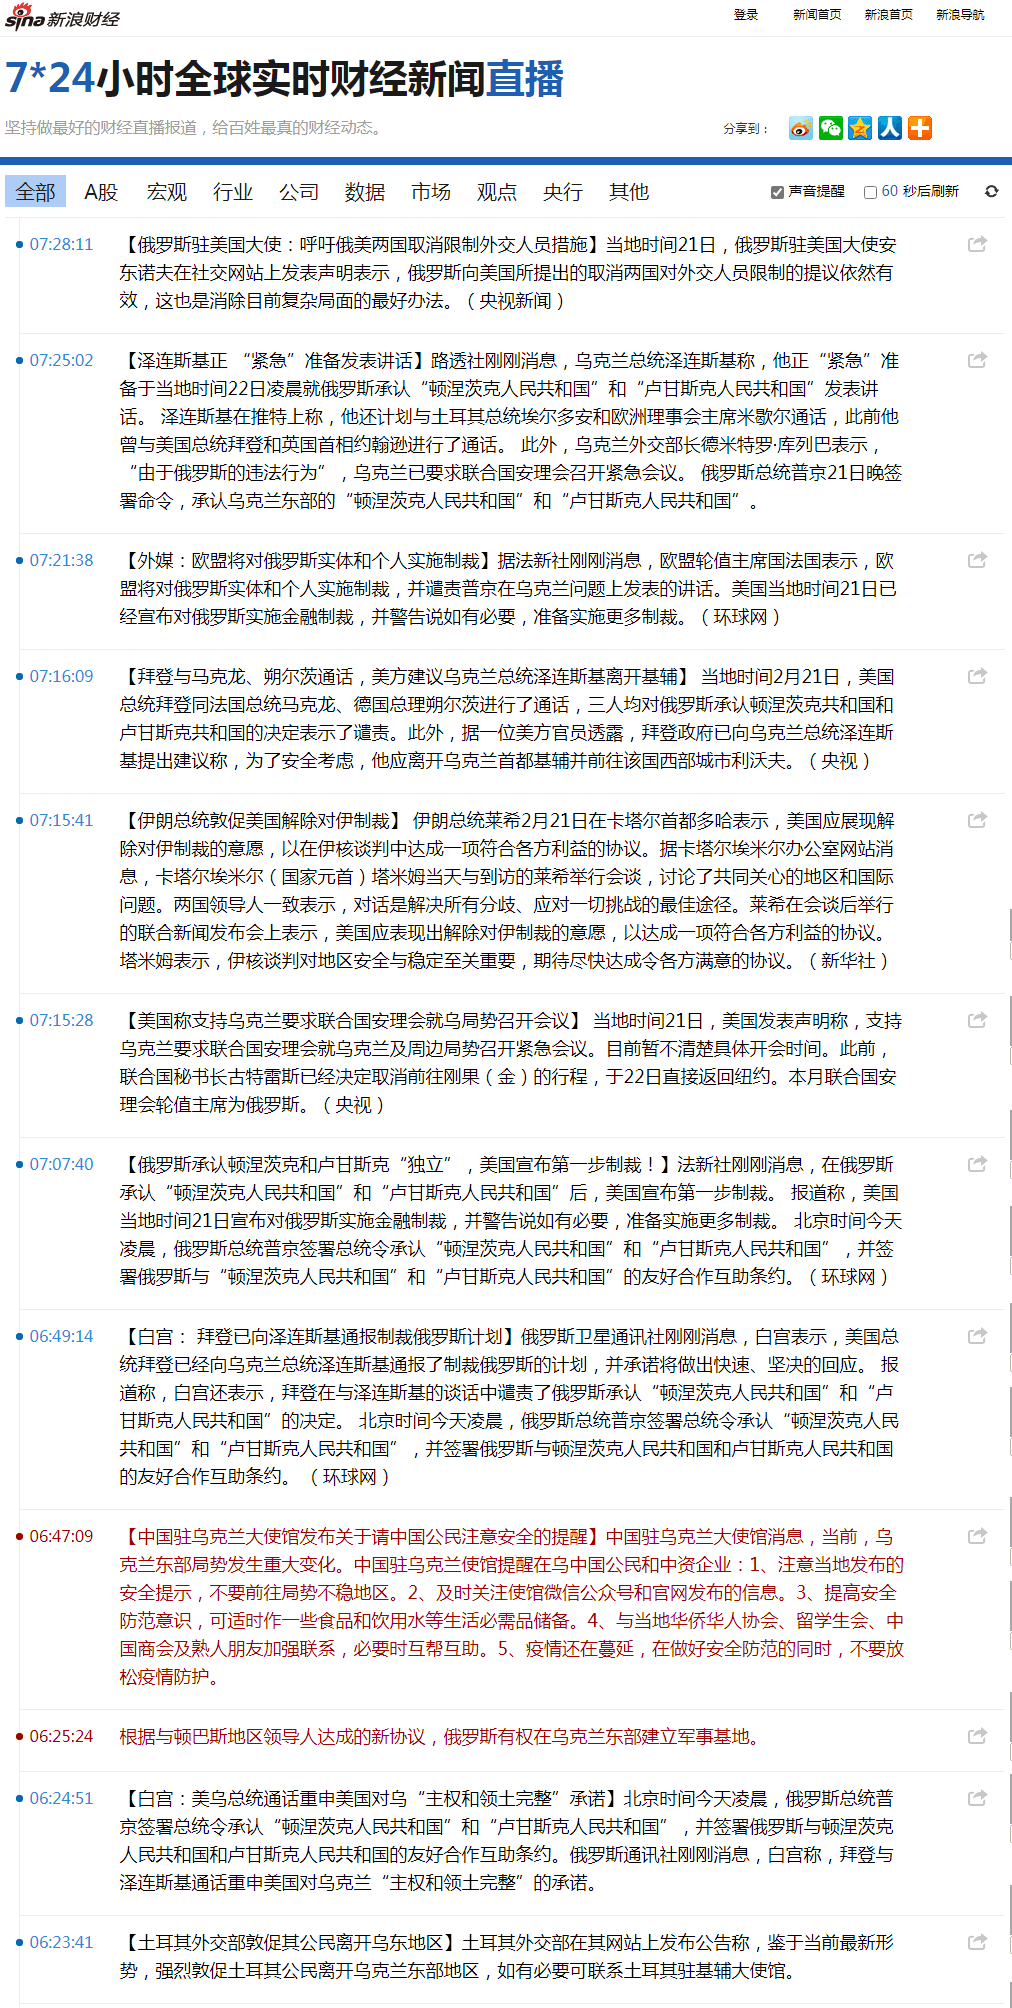 sina新浪财经
登录 新闻首页 新浪首页 新浪导航
7*24小时全球实时财经新闻直播
坚持做最好的财经直播报道，给百姓最真的财经动态。
分享到：
全部 A股 宏观 行业 公司 数据 市场 观点 央行 其他 声音提醒 60 秒后刷新
07:28:11 【俄罗斯驻美国大使：呼吁俄美两国取消限制外交人员措施】当地时间21日，俄罗斯驻美国大使安
东诺夫在社交网站上发表声明表示，俄罗斯向美国所提出的取消两国对外交人员限制的提议依然有
效，这也是消除目前复杂局面的最好办法。（央视新闻）
07:25:02 【泽连斯基正 “紧急”准备发表讲话】路透社刚刚消息，乌克兰总统泽连斯基称，他正“紧急”准
备于当地时间22日凌晨就俄罗斯承认“顿涅茨克人民共和国”和“卢甘斯克人民共和国”发表讲
话。 泽连斯基在推特上称，他还计划与土耳其总统埃尔多安和欧洲理事会主席米歇尔通话，此前他
曾与美国总统拜登和英国首相约翰逊进行了通话。 此外，乌克兰外交部长德米特罗·库列巴表示，
“由于俄罗斯的违法行为”，乌克兰已要求联合国安理会召开紧急会议。 俄罗斯总统普京21日晚签
署命令，承认乌克兰东部的“顿涅茨克人民共和国”和“卢甘斯克人民共和国”。
07:21:38 【外媒：欧盟将对俄罗斯实体和个人实施制裁】据法新社刚刚消息，欧盟轮值主席国法国表示，欧
盟将对俄罗斯实体和个人实施制裁，并谴责普京在乌克兰问题上发表的讲话。美国当地时间21日已
经宣布对俄罗斯实施金融制裁，并警告说如有必要，准备实施更多制裁。（环球网）
07:16:09 【拜登与马克龙、朔尔茨通话，美方建议乌克兰总统泽连斯基离开基辅】 当地时间2月21日，美国
总统拜登同法国总统马克龙、德国总理朔尔茨进行了通话，三人均对俄罗斯承认顿涅茨克共和国和
卢甘斯克共和国的决定表示了谴责。此外，据一位美方官员透露，拜登政府已向乌克兰总统泽连斯
基提出建议称，为了安全考虑，他应离开乌克兰首都基辅并前往该国西部城市利沃夫。（央视）
07:15:41 【伊朗总统敦促美国解除对伊制裁】 伊朗总统莱希2月21日在卡塔尔首都多哈表示，美国应展现解
除对伊制裁的意愿，以在伊核谈判中达成一项符合各方利益的协议。据卡塔尔埃米尔办公室网站消
息，卡塔尔埃米尔（国家元首）塔米姆当天与到访的莱希举行会谈，讨论了共同关心的地区和国际
问题。两国领导人一致表示，对话是解决所有分歧、应对一切挑战的最佳途径。莱希在会谈后举行
的联合新闻发布会上表示，美国应表现出解除对伊制裁的意愿，以达成一项符合各方利益的协议。
塔米姆表示，伊核谈判对地区安全与稳定至关重要，期待尽快达成令各方满意的协议。（新华社）
07:15:28 【美国称支持乌克兰要求联合国安理会就乌局势召开会议】 当地时间21日，美国发表声明称，支持
乌克兰要求联合国安理会就乌克兰及周边局势召开紧急会议。目前暂不清楚具体开会时间。此前，
联合国秘书长古特雷斯已经决定取消前往刚果（金）的行程，于22日直接返回纽约。本月联合国安
理会轮值主席为俄罗斯。（央视）
07:07:40 【俄罗斯承认顿涅茨克和卢甘斯克“独立”，美国宣布第一步制裁！】法新社刚刚消息，在俄罗斯
承认“顿涅茨克人民共和国”和“卢甘斯克人民共和国”后，美国宣布第一步制裁。 报道称，美国
当地时间21日宣布对俄罗斯实施金融制裁，并警告说如有必要，准备实施更多制裁。 北京时间今天
凌晨，俄罗斯总统普京签署总统令承认“顿涅茨克人民共和国”和“卢甘斯克人民共和国”，并签
署俄罗斯与“顿涅茨克人民共和国”和“卢甘斯克人民共和国”的友好合作互助条约。（环球网）
06:49:14 【白宫： 拜登已向泽连斯基通报制裁俄罗斯计划】俄罗斯卫星通讯社刚刚消息，白宫表示，美国总
统拜登已经向乌克兰总统泽连斯基通报了制裁俄罗斯的计划，并承诺将做出快速、坚决的回应。 报
道称，白宫还表示，拜登在与泽连斯基的谈话中谴责了俄罗斯承认“顿涅茨克人民共和国”和“卢
甘斯克人民共和国”的决定。 北京时间今天凌晨，俄罗斯总统普京签署总统令承认“顿涅茨克人民
共和国”和“卢甘斯克人民共和国”，并签署俄罗斯与顿涅茨克人民共和国和卢甘斯克人民共和国
的友好合作互助条约。 （环球网）
06:47:09 【中国驻乌克兰大使馆发布关于请中国公民注意安全的提醒】中国驻乌克兰大使馆消息，当前，乌
克兰东部局势发生重大变化。中国驻乌克兰使馆提醒在乌中国公民和中资企业：1、注意当地发布的
安全提示，不要前往局势不稳地区。2、及时关注使馆微信公众号和官网发布的信息。3、提高安全
防范意识，可适时作一些食品和饮用水等生活必需品储备。4、与当地华侨华人协会、留学生会、中
国商会及熟人朋友加强联系，必要时互帮互助。5、疫情还在蔓延，在做好安全防范的同时，不要放
松疫情防护。
06:25:24 根据与顿巴斯地区领导人达成的新协议，俄罗斯有权在乌克兰东部建立军事基地。
06:24:51 【白宫：美乌总统通话重申美国对乌“主权和领土完整”承诺】北京时间今天凌晨，俄罗斯总统普
京签署总统令承认“顿涅茨克人民共和国”和“卢甘斯克人民共和国”，并签署俄罗斯与顿涅茨克
人民共和国和卢甘斯克人民共和国的友好合作互助条约。俄罗斯通讯社刚刚消息，白宫称，拜登与
泽连斯基通话重申美国对乌克兰“主权和领土完整”的承诺。
06:23:41 【土耳其外交部敦促其公民离开乌东地区】土耳其外交部在其网站上发布公告称，鉴于当前最新形
势，强烈敦促土耳其公民离开乌克兰东部地区，如有必要可联系土耳其驻基辅大使馆。